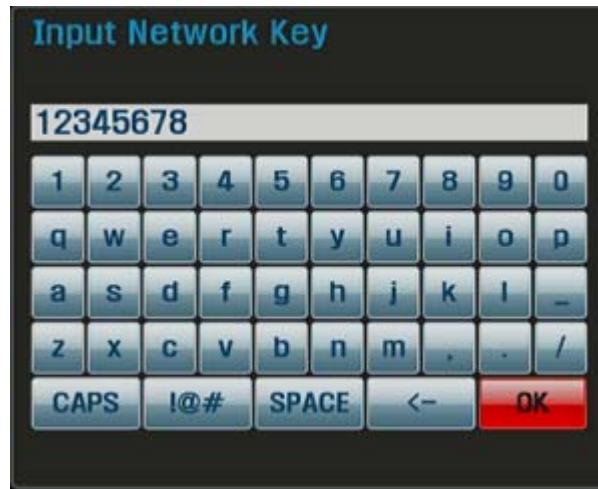 Input Network Key
12345678
1 2 3 4 5 6 7 8 9 0
q w e r t y u i o p
a s d f g h j k l _
z x c v b n m , . /
CAPS !@# SPACE <- OK